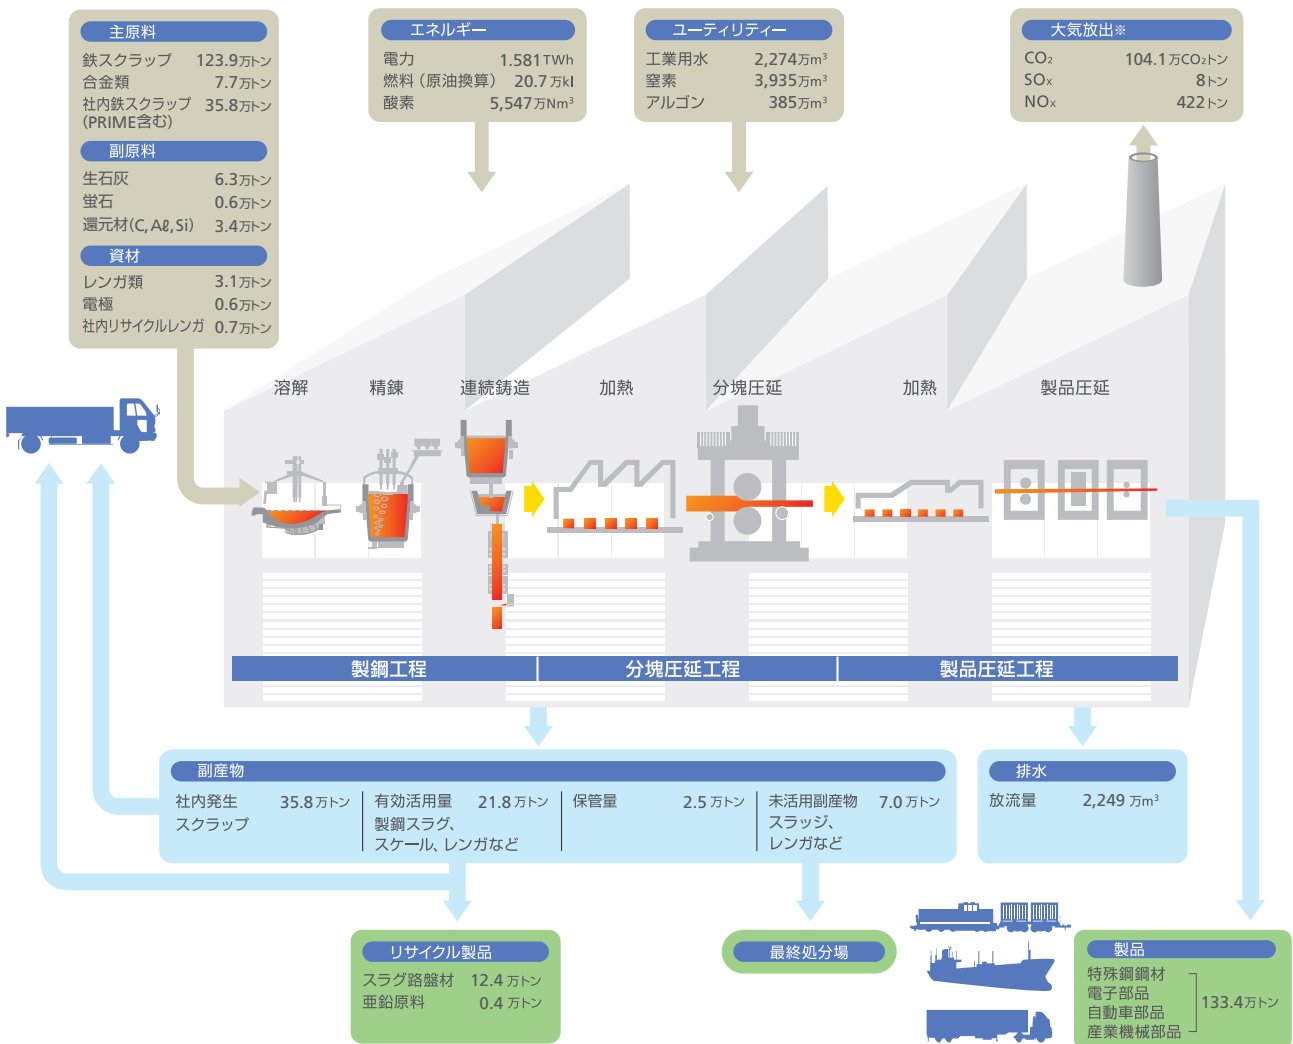 主原料
鉄スクラップ 123.9万トン
合金類 7.7万トン
社内鉄スクラップ 35.8万トン
(PRIME含む)
副原料
生石灰 6.3万トン
蛍石 0.6万トン
還元材(C,Aℓ,Si) 3.4万トン
資材
レンガ類 3.1万トン
電極 0.6万トン
社内リサイクルレンガ 0.7万トン
エネルギー
電力 1.581TWh
燃料(原油換算) 20.7万kl
酸素 5,547万Nm³
ユーティリティー
工業用水 2,274万m³
窒素 3,935万m³
アルゴン 385万m³
大気放出※
CO₂ 104.1万CO₂トン
SOx 8トン
NOx 422トン
溶解 精錬 連続鋳造 加熱 分塊圧延 加熱 製品圧延
製鋼工程 分塊圧延工程 製品圧延工程
副産物
社内発生 35.8万トン
スクラップ
有効活用量 21.8万トン
製鋼スラグ、
スケール、レンガなど
保管量 2.5万トン
未活用副産物 7.0万トン
スラッジ、
レンガなど
排水
放流量 2,249万m³
リサイクル製品
スラグ路盤材 12.4万トン
亜鉛原料 0.4万トン
最終処分場
製品
特殊鋼鋼材
電子部品
自動車部品
産業機械部品
133.4万トン